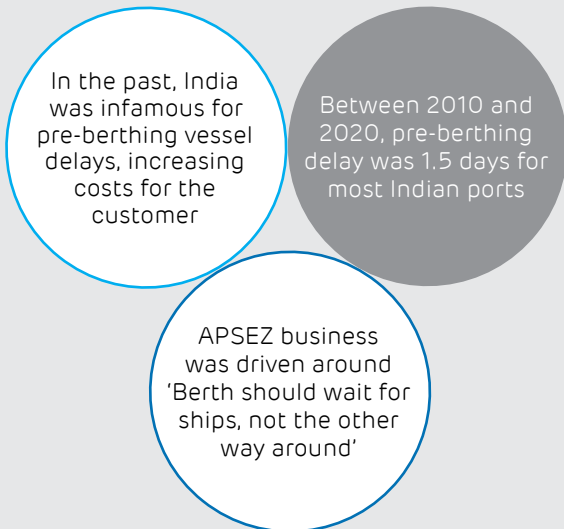 In the past, India
was infamous for
pre-berthing vessel
delays, increasing
costs for the
customer
Between 2010 and
2020, pre-berthing
delay was 1.5 days for
most Indian ports
APSEZ business
was driven around
‘Berth should wait for
ships, not the other
way around’